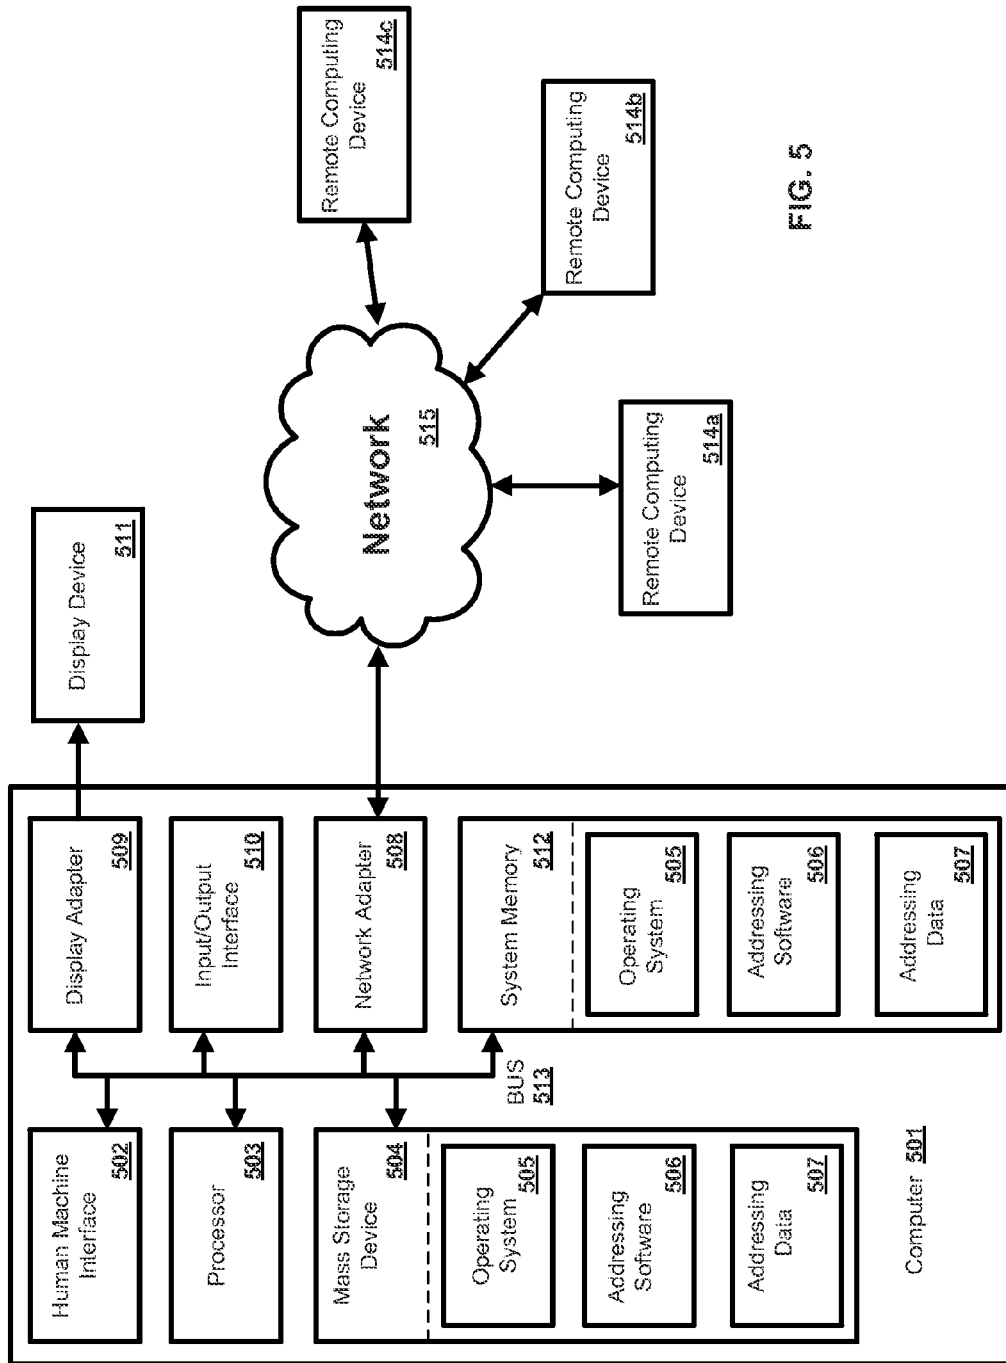 Human Machine
Interface
502
Processor
503
Mass Storage
Device
504
Operating
System
505
Addressing
Software
506
Addressing
Data
507
Computer 501
BUS
513
Display Adapter
509
Input/Output
Interface
510
Network Adapter
508
System Memory
512
Operating
System
505
Addressing
Software
506
Addressing
Data
507
Display Device
511
Network
515
Remote Computing
Device
514a
Remote Computing
Device
514b
Remote Computing
Device
514c
FIG. 5